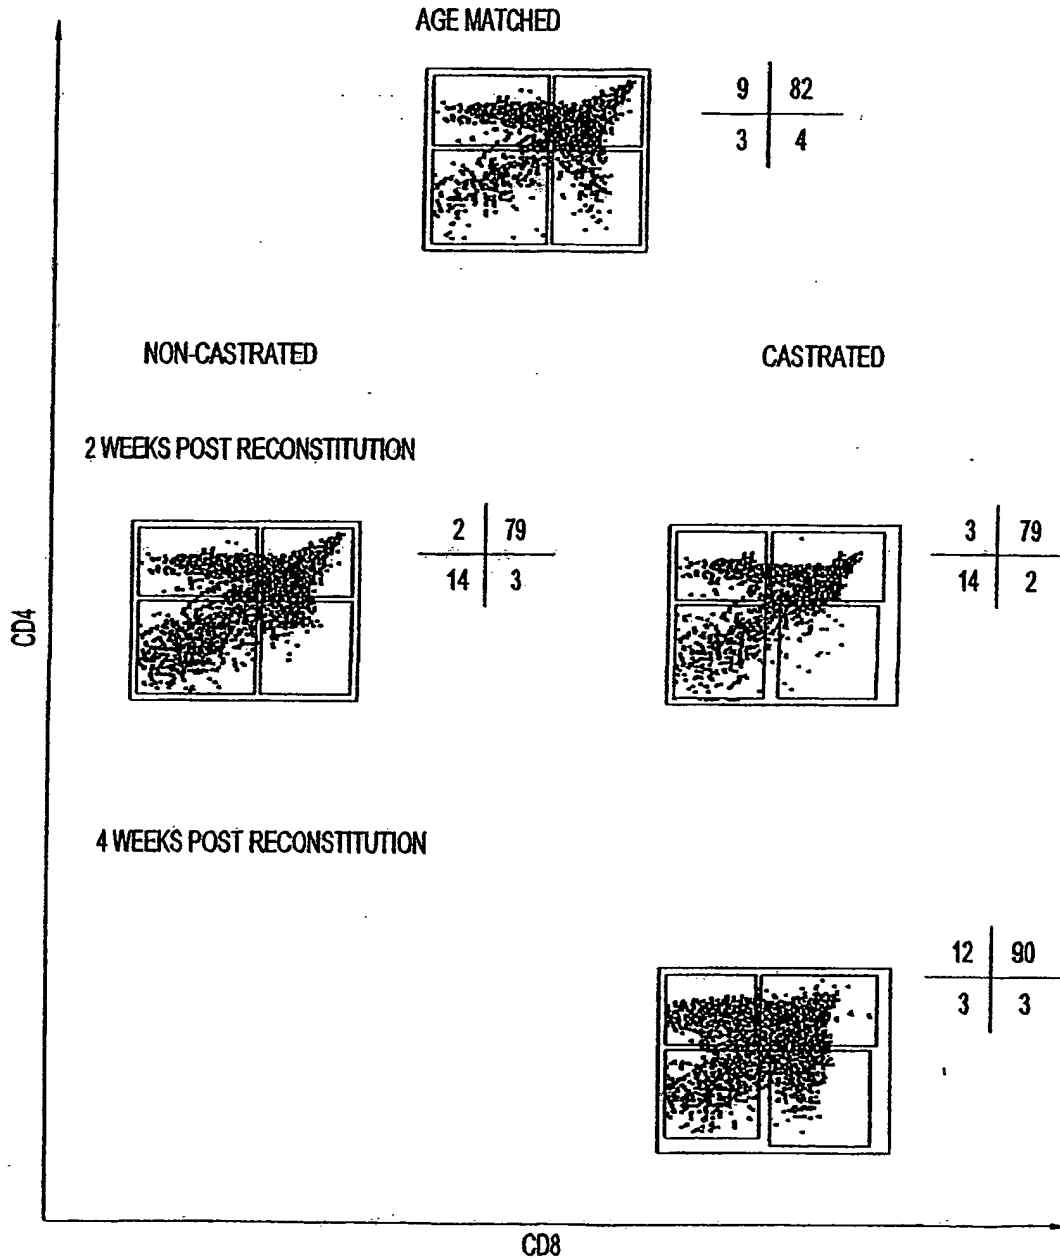 AGE MATCHED
9 82
3 4
NON-CASTRATED
CASTRATED
2 WEEKS POST RECONSTITUTION
2 79
14 3
3 79
14 2
CD4
4 WEEKS POST RECONSTITUTION
12 90
3 3
CD8